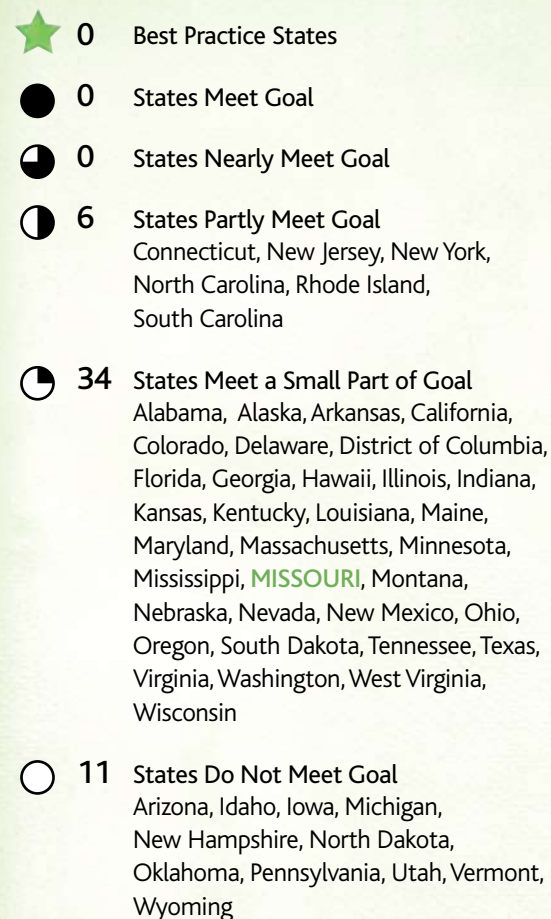 0 Best Practice States
0 States Meet Goal
0 States Nearly Meet Goal
6 States Partly Meet Goal
Connecticut, New Jersey, New York,
North Carolina, Rhode Island,
South Carolina
34 States Meet a Small Part of Goal
Alabama, Alaska, Arkansas, California,
Colorado, Delaware, District of Columbia,
Florida, Georgia, Hawaii, Illinois, Indiana,
Kansas, Kentucky, Louisiana, Maine,
Maryland, Massachusetts, Minnesota,
Mississippi, MISSOURI, Montana,
Nebraska, Nevada, New Mexico, Ohio,
Oregon, South Dakota, Tennessee, Texas,
Virginia, Washington, West Virginia,
Wisconsin
11 States Do Not Meet Goal
Arizona, Idaho, Iowa, Michigan,
New Hampshire, North Dakota,
Oklahoma, Pennsylvania, Utah, Vermont,
Wyoming